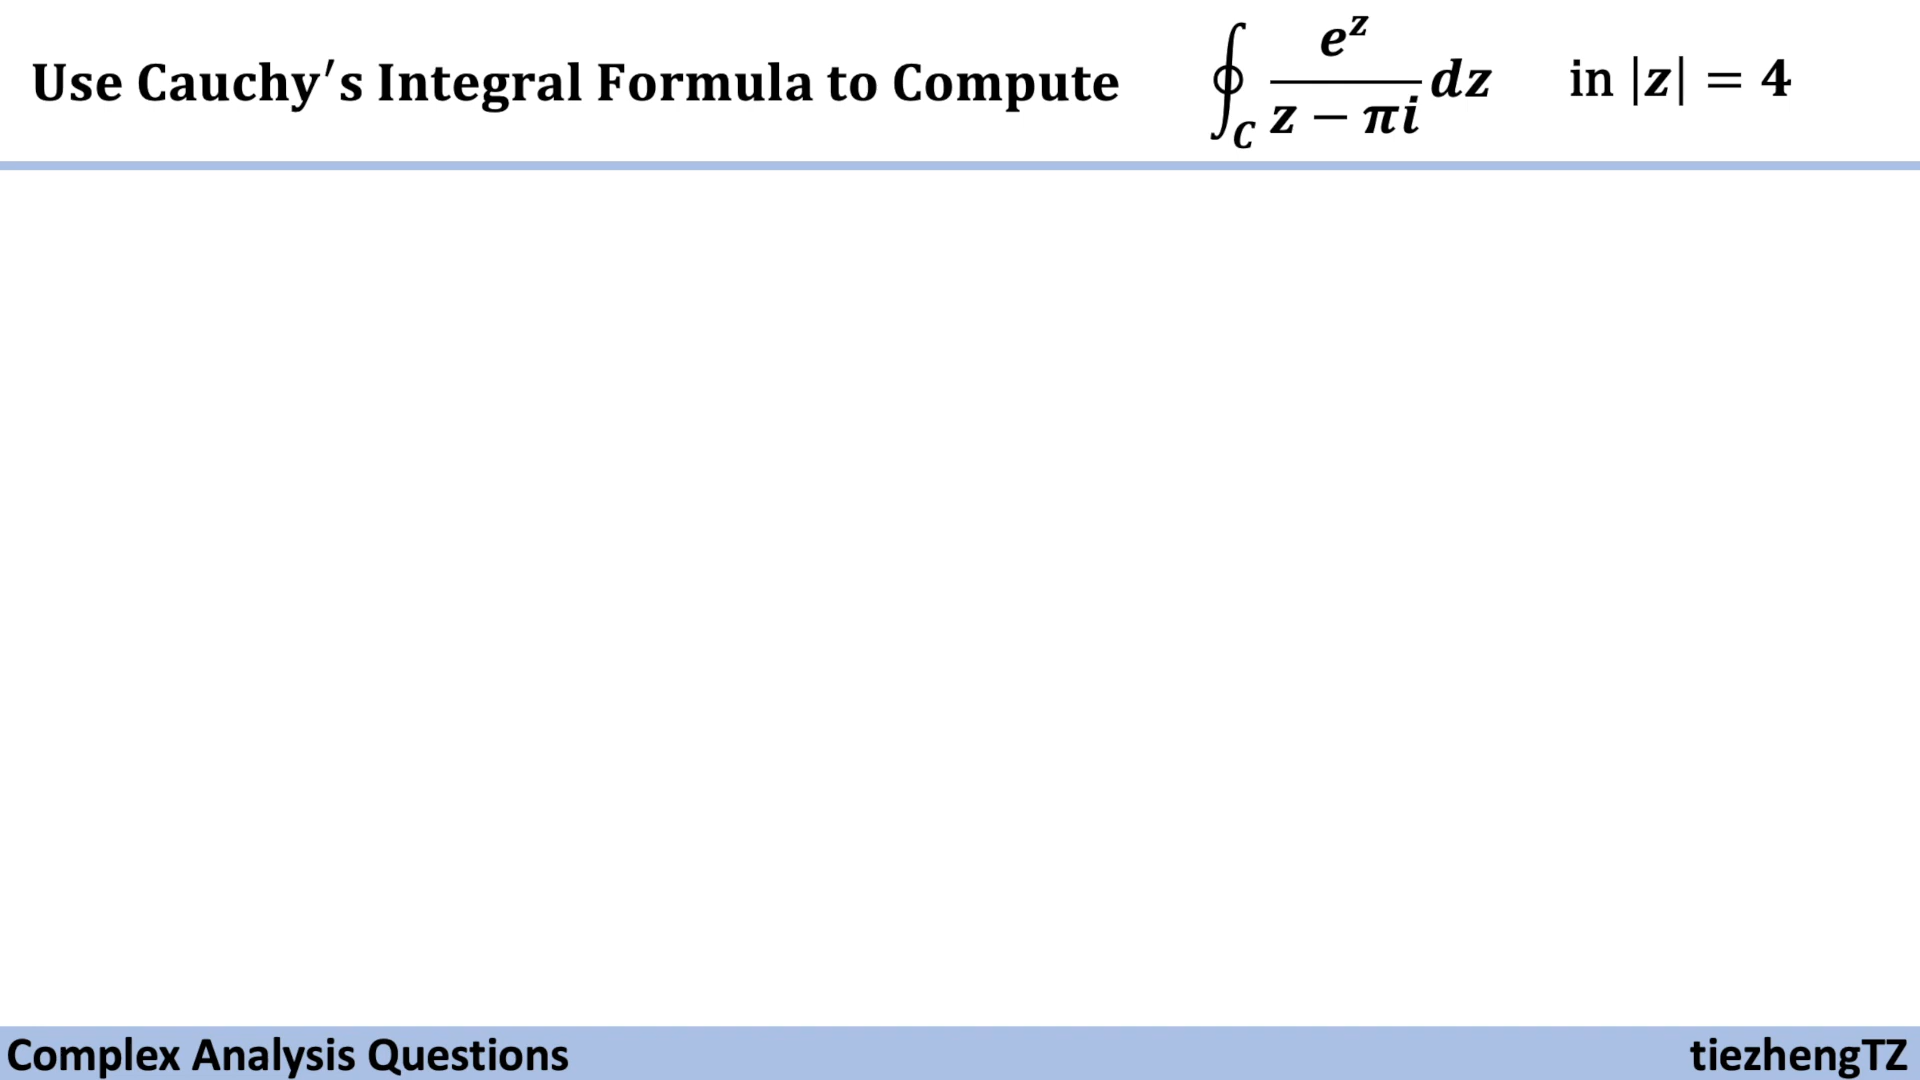 Use Cauchy′s Integral Formula to Compute ∮_C e^z / (z − πi) dz in |z| = 4
Complex Analysis Questions
tiezhengTZ